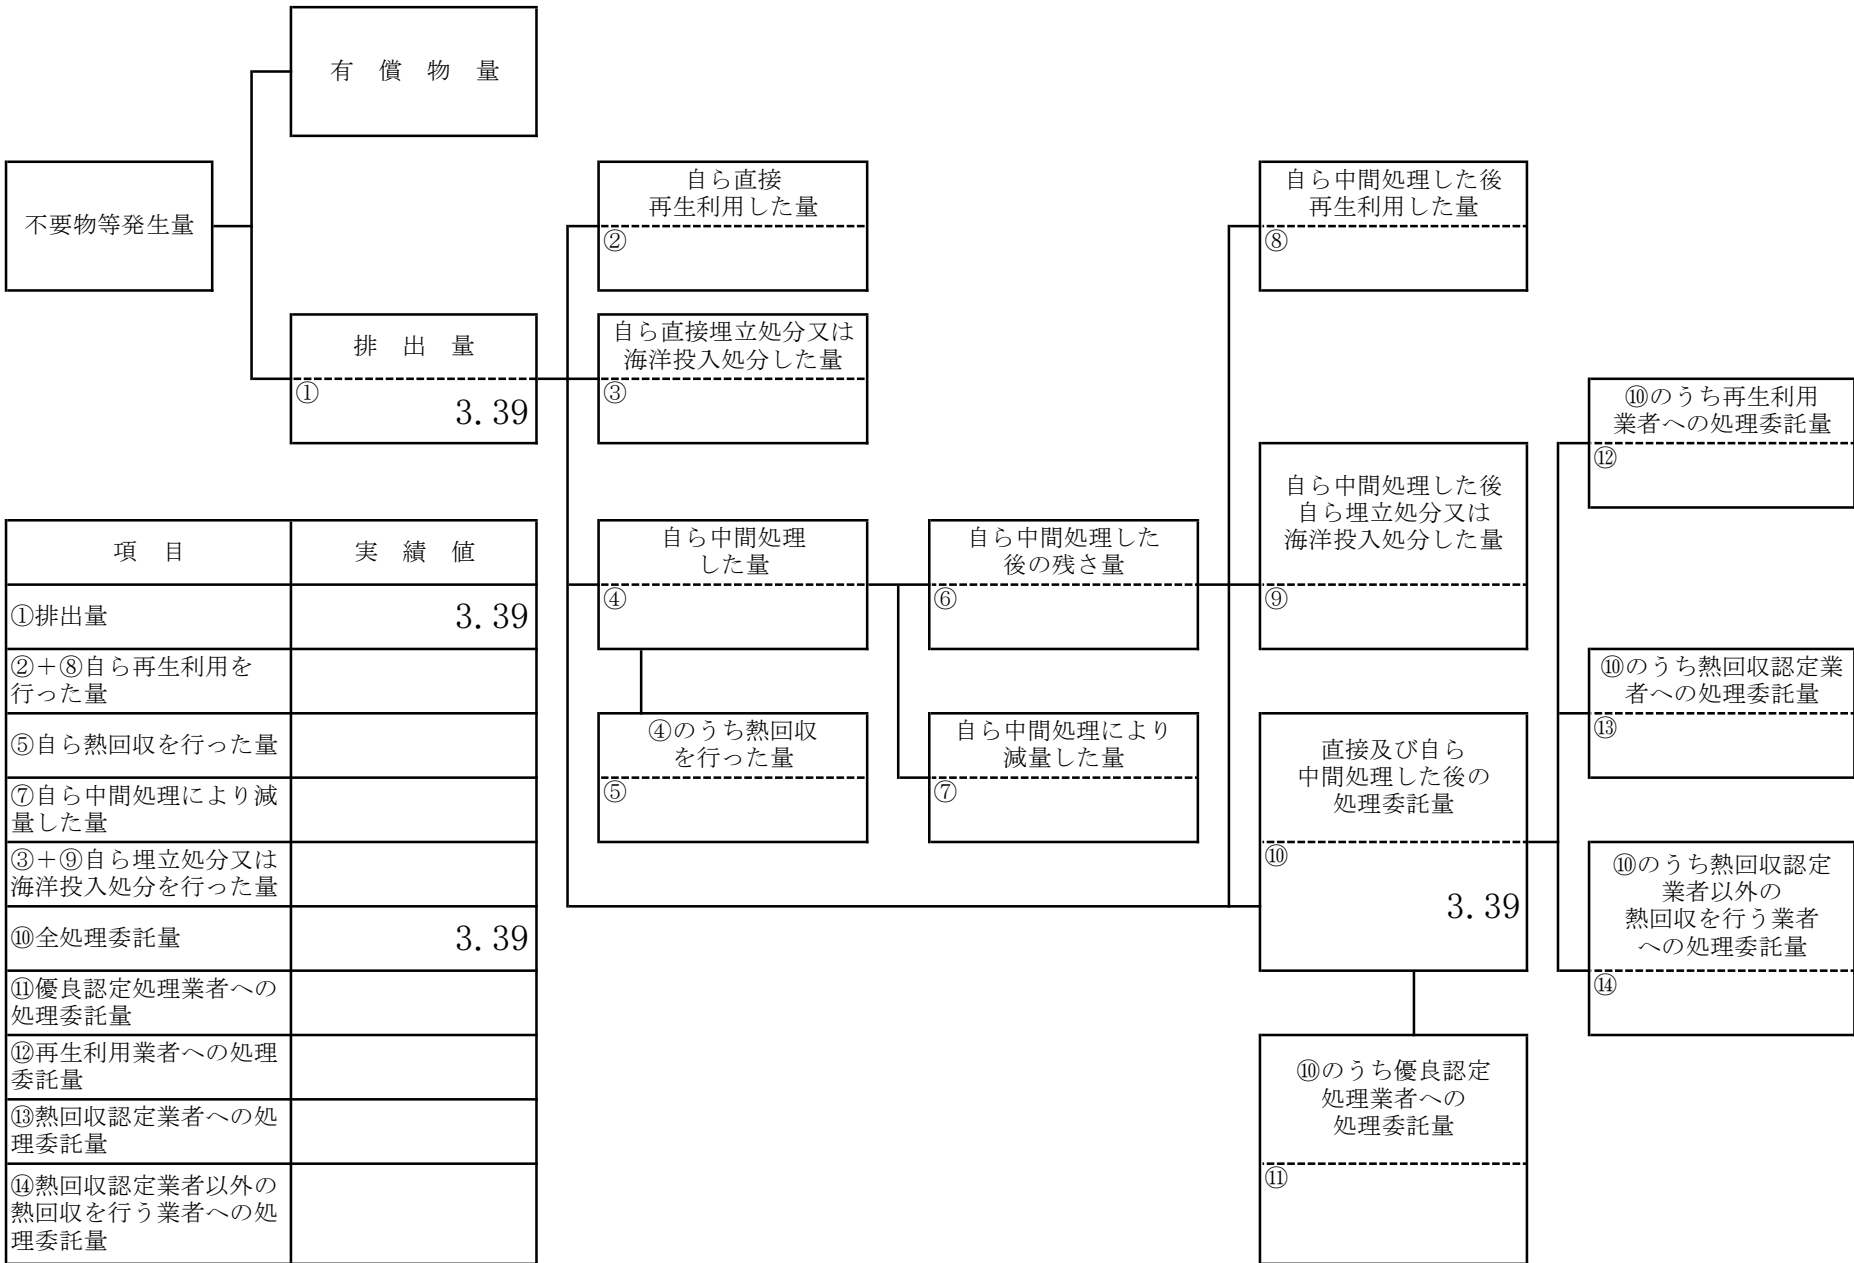 有　償　物　量
不要物等発生量
排　出　量
①
3.39
自ら直接
再生利用した量
②
自ら直接埋立処分又は
海洋投入処分した量
③
自ら中間処理
した量
④
④のうち熱回収
を行った量
⑤
自ら中間処理した
後の残さ量
⑥
自ら中間処理により
減量した量
⑦
自ら中間処理した後
再生利用した量
⑧
自ら中間処理した後
自ら埋立処分又は
海洋投入処分した量
⑨
直接及び自ら
中間処理した後の
処理委託量
⑩
3.39
⑩のうち優良認定
処理業者への
処理委託量
⑪
⑩のうち再生利用
業者への処理委託量
⑫
⑩のうち熱回収認定業
者への処理委託量
⑬
⑩のうち熱回収認定
業者以外の
熱回収を行う業者
への処理委託量
⑭
項　目　実　績　値
①排出量　3.39
②＋⑧自ら再生利用を
行った量
⑤自ら熱回収を行った量
⑦自ら中間処理により減
量した量
③＋⑨自ら埋立処分又は
海洋投入処分を行った量
⑩全処理委託量　3.39
⑪優良認定処理業者への
処理委託量
⑫再生利用業者への処理
委託量
⑬熱回収認定業者への処
理委託量
⑭熱回収認定業者以外の
熱回収を行う業者への処
理委託量